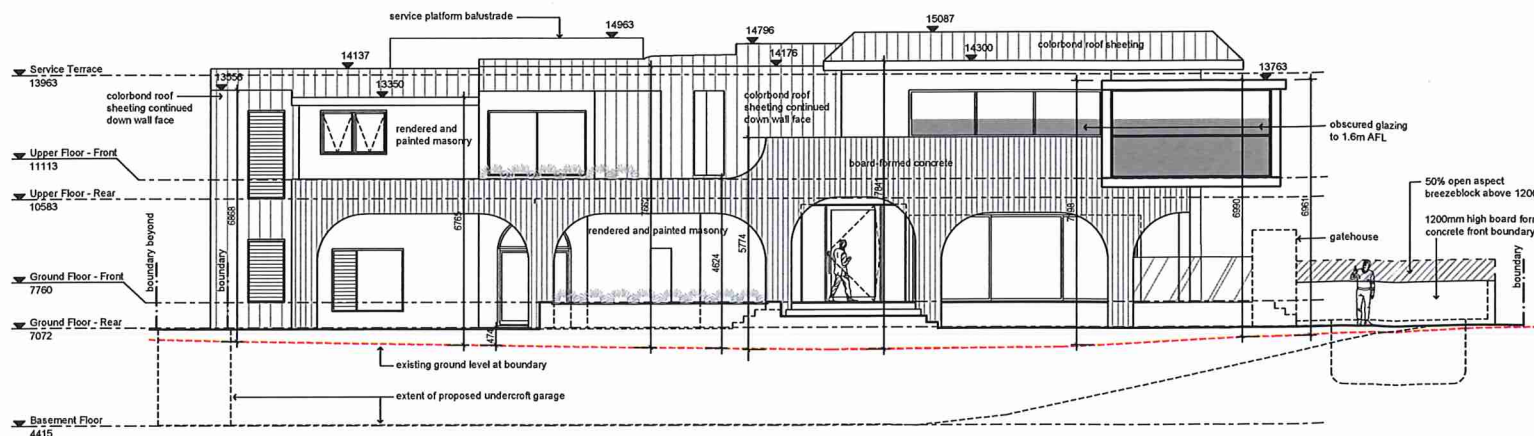 service platform balustrade
14963
14796
15087
14137
14176
14300
colorbond roof sheeting
Service Terrace
13963
13350
13763
colorbond roof
sheeting continued
down wall face
rendered and
painted masonry
colorbond roof
sheeting continued
down wall face
obscured glazing
to 1.6m AFL
Upper Floor - Front
11113
board-formed concrete
Upper Floor - Rear
10583
50% open aspect
breezeblock above 1200
6868
6765
7841
6990
6961
1200mm high board for
concrete front boundary
rendered and painted masonry
5774
4624
gatehouse
boundary beyond
boundary
boundary
Ground Floor - Front
7760
Ground Floor - Rear
7072
474
existing ground level at boundary
extent of proposed undercroft garage
Basement Floor
4415